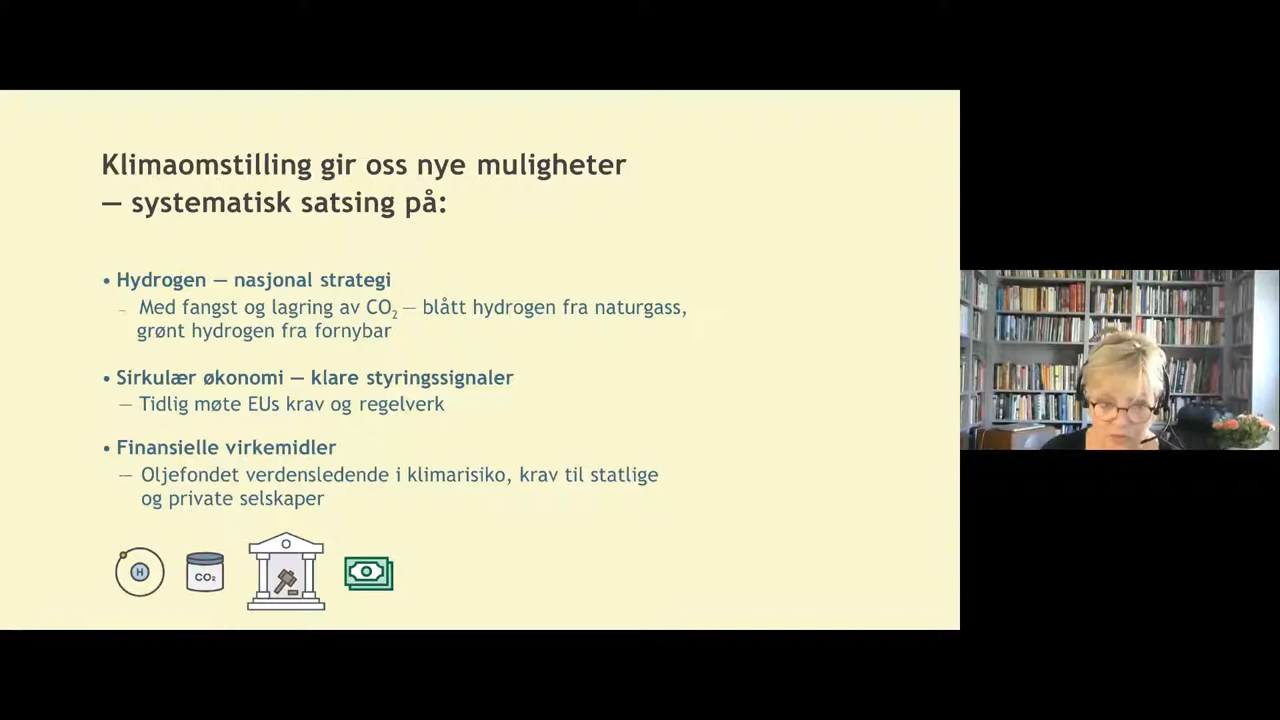 Klimaomstilling gir oss nye muligheter
— systematisk satsing på:
• Hydrogen — nasjonal strategi
– Med fangst og lagring av CO₂ — blått hydrogen fra naturgass,
grønt hydrogen fra fornybar
• Sirkulær økonomi — klare styringssignaler
— Tidlig møte EUs krav og regelverk
• Finansielle virkemidler
— Oljefondet verdensledende i klimarisiko, krav til statlige
og private selskaper
H
CO₂